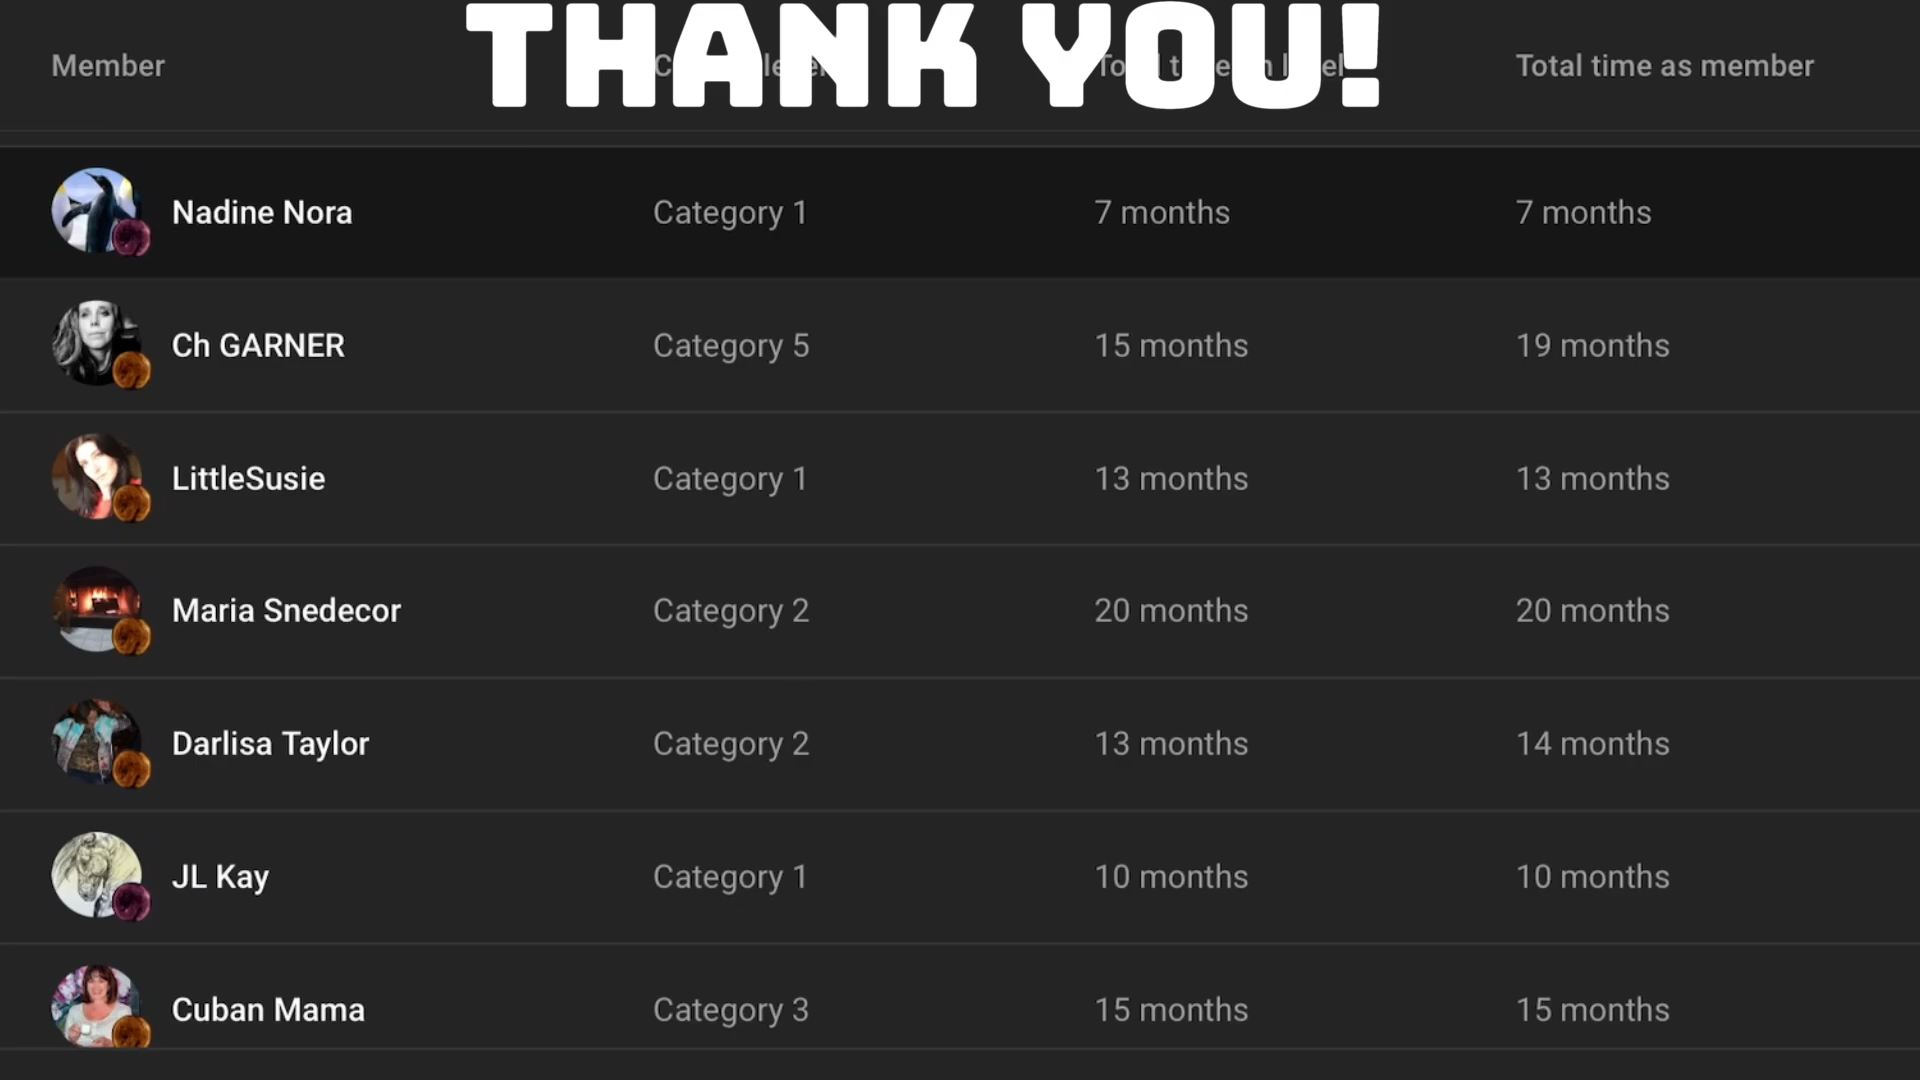 THANK YOU!
Member Total time as member
Nadine Nora Category 1 7 months 7 months
Ch GARNER Category 5 15 months 19 months
LittleSusie Category 1 13 months 13 months
Maria Snedecor Category 2 20 months 20 months
Darlisa Taylor Category 2 13 months 14 months
JL Kay Category 1 10 months 10 months
Cuban Mama Category 3 15 months 15 months